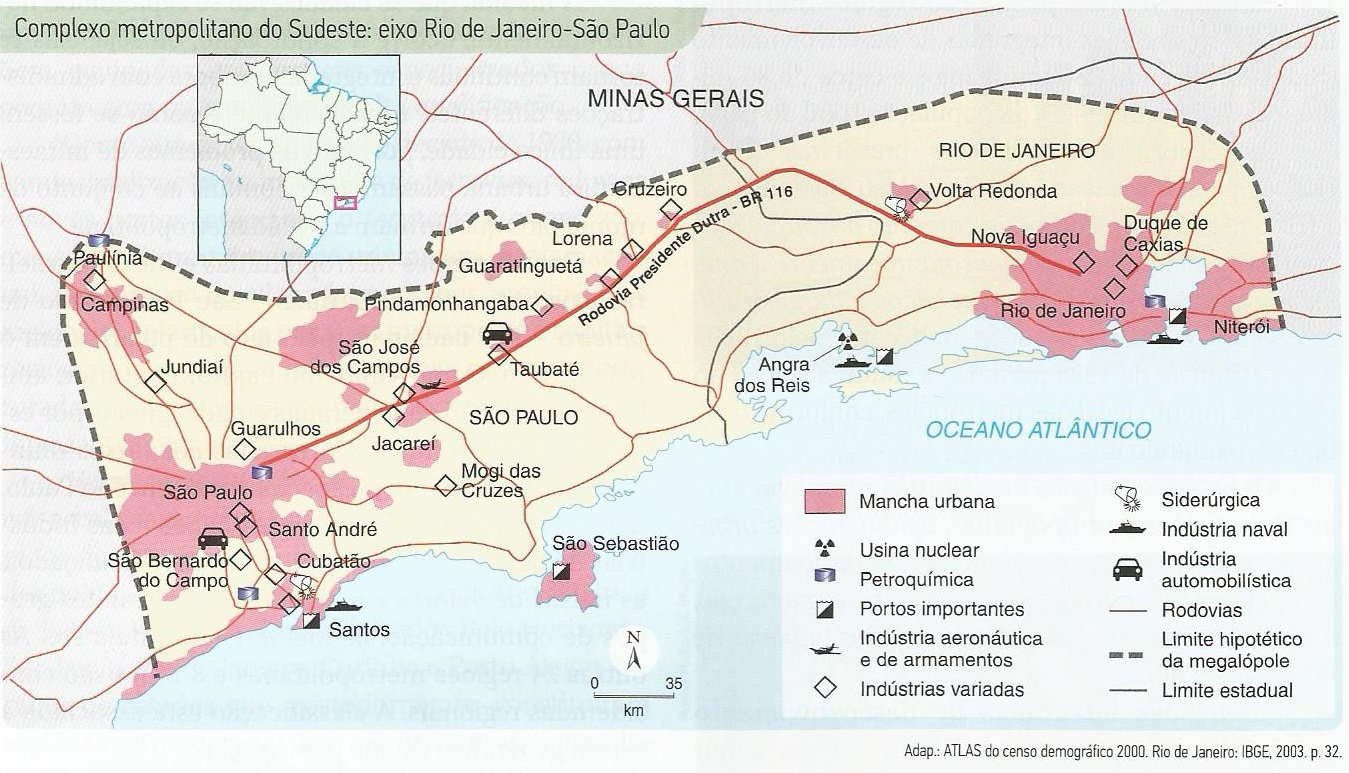 Complexo metropolitano do Sudeste: eixo Rio de Janeiro-São Paulo
MINAS GERAIS
RIO DE JANEIRO
Cruzeiro
Volta Redonda
Rodovia Presidente Dutra - BR 116
Lorena
Nova Iguaçu
Duque de
Caxias
Paulínia
Guaratinguetá
Campinas
Pindamonhangaba
Rio de Janeiro
Niterói
São José
dos Campos
Jundiaí
Taubaté
Angra
dos Reis
SÃO PAULO
Guarulhos
Jacareí
OCEANO ATLÂNTICO
Mogi das
Cruzes
São Paulo
Santo André
São Sebastião
São Bernardo
do Campo
Cubatão
Santos
N
0 35
km
Mancha urbana
Usina nuclear
Petroquímica
Portos importantes
Indústria aeronáutica
e de armamentos
Indústrias variadas
Siderúrgica
Indústria naval
Indústria
automobilística
Rodovias
Limite hipotético
da megalópole
Limite estadual
Adap.: ATLAS do censo demográfico 2000. Rio de Janeiro: IBGE, 2003. p. 32.